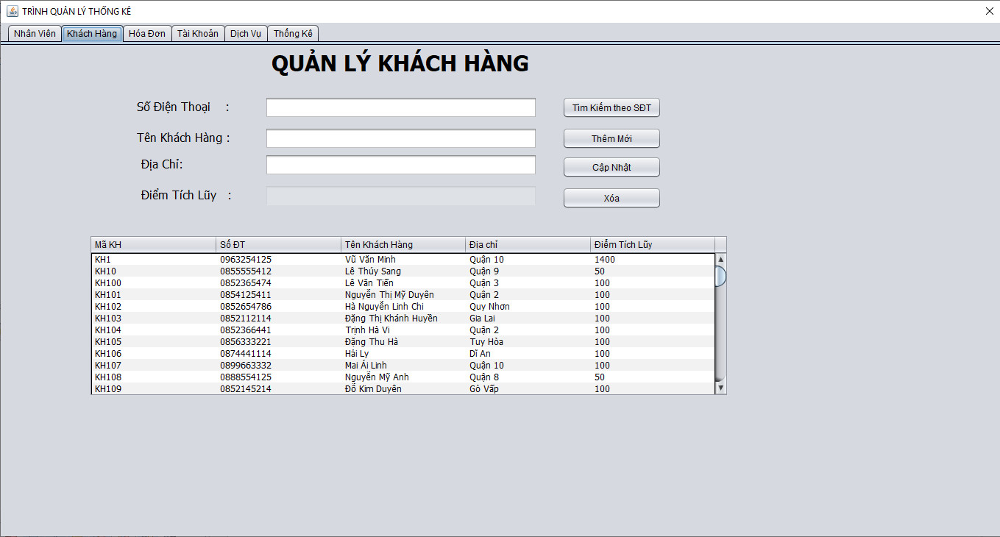 TRÌNH QUẢN LÝ THỐNG KÊ
Nhân Viên Khách Hàng Hóa Đơn Tài Khoản Dịch Vụ Thống Kê
QUẢN LÝ KHÁCH HÀNG
Số Điện Thoại : Tìm Kiếm theo SĐT
Tên Khách Hàng : Thêm Mới
Địa Chỉ: Cập Nhật
Điểm Tích Lũy : Xóa
Mã KH Số ĐT Tên Khách Hàng Địa chỉ Điểm Tích Lũy
KH1 0963254125 Vũ Văn Minh Quận 10 1400
KH10 0855555412 Lê Thúy Sang Quận 9 50
KH100 0852365474 Lê Văn Tiến Quận 3 100
KH101 0854125411 Nguyễn Thị Mỹ Duyên Quận 2 100
KH102 0852654786 Hà Nguyễn Linh Chi Quy Nhơn 100
KH103 0852112114 Đặng Thị Khánh Huyền Gia Lai 100
KH104 0852366441 Trịnh Hà Vi Quận 2 100
KH105 0856333221 Đặng Thu Hà Tuy Hòa 100
KH106 0874441114 Hải Ly Dĩ An 100
KH107 0899663332 Mai Ái Linh Quận 10 100
KH108 0888554125 Nguyễn Mỹ Anh Quận 8 50
KH109 0852145214 Đỗ Kim Duyên Gò Vấp 100